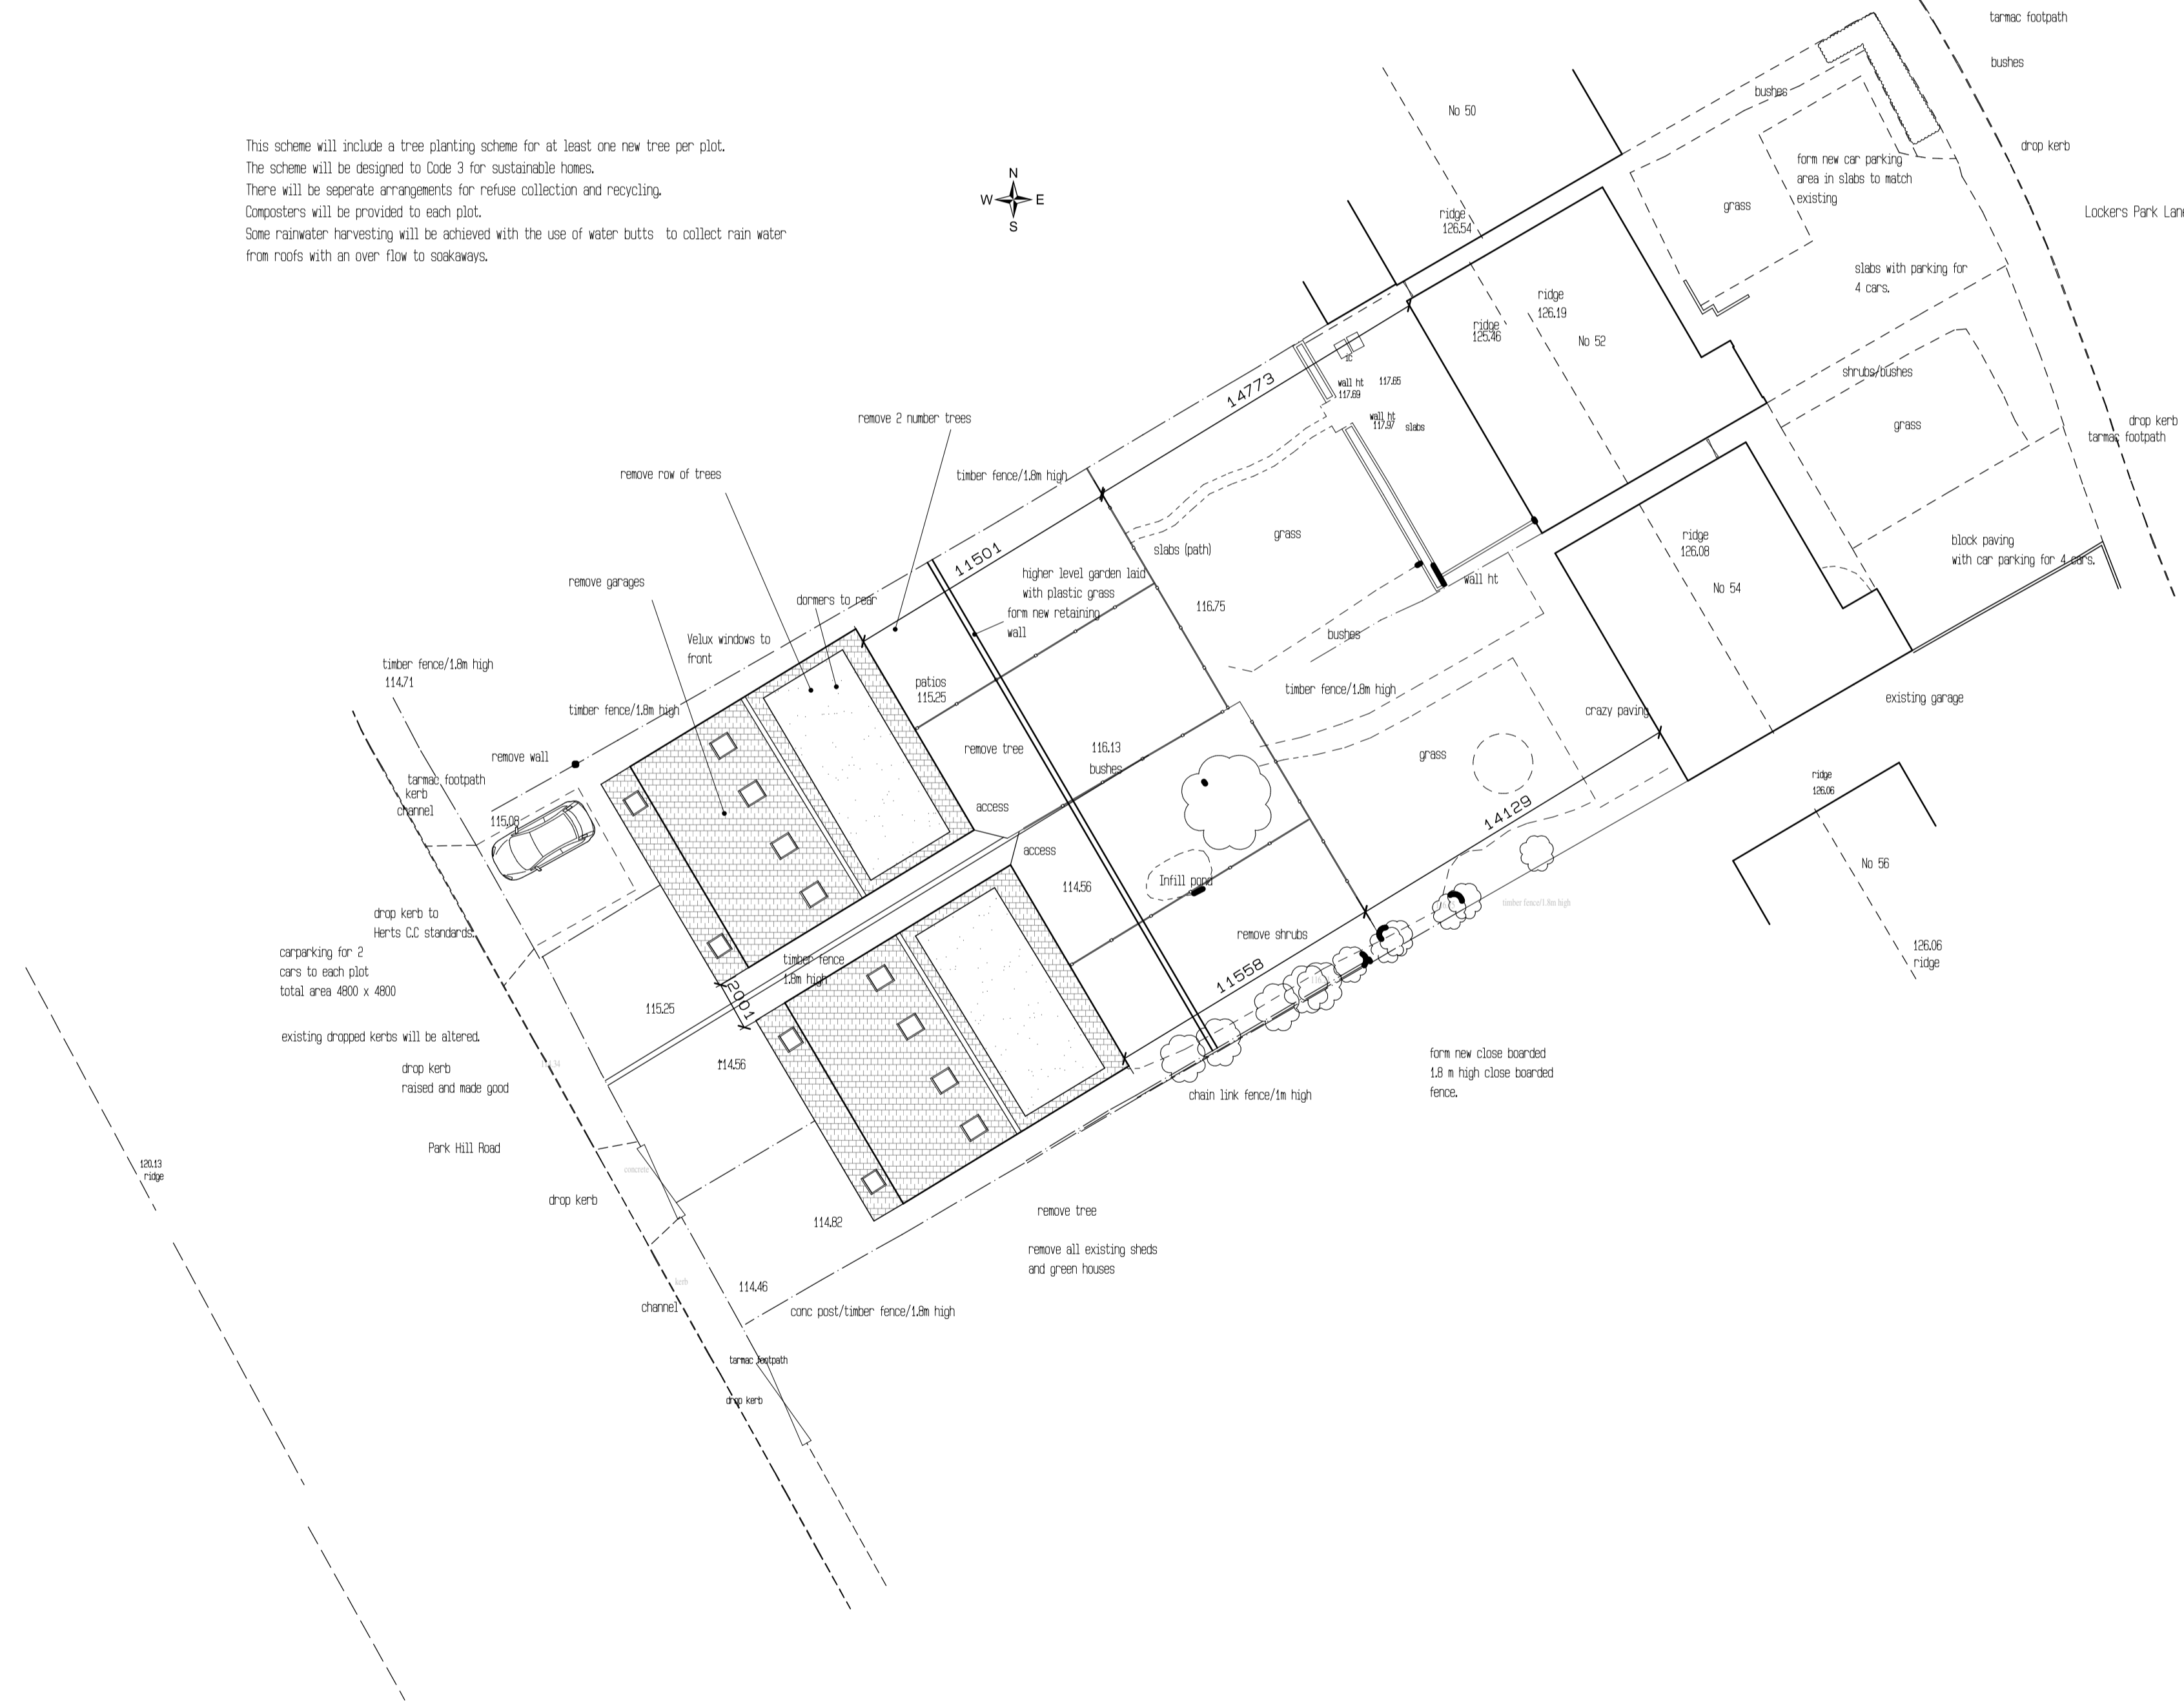 This scheme will include a tree planting scheme for at least one new tree per plot.
The scheme will be designed to Code 3 for sustainable homes.
There will be seperate arrangements for refuse collection and recycling.
Composters will be provided to each plot.
Some rainwater harvesting will be achieved with the use of water butts to collect rain water
from roofs with an over flow to soakaways.
N
W
E
S
tarmac footpath
bushes
drop kerb
Lockers Park Lane
bushes
No 50
form new car parking
area in slabs to match
existing
grass
ridge
126.54
slabs with parking for
4 cars.
ridge
126.19
ridge
125.46
No 52
IC
wall ht
117.69
117.65
wall ht
117.97
slabs
shrubs/bushes
grass
drop kerb
tarmac footpath
14773
remove 2 number trees
remove row of trees
timber fence/1.8m high
grass
slabs (path)
11501
ridge
126.08
No 54
block paving
with car parking for 4 cars.
higher level garden laid
with plastic grass
form new retaining
wall
wall ht
remove garages
dormers to rear
116.75
bushes
Velux windows to
front
timber fence/1.8m high
114.71
patios
115.25
timber fence/1.8m high
timber fence/1.8m high
crazy paving
existing garage
remove wall
remove tree
116.13
bushes
grass
tarmac footpath
kerb
channel
115.08
access
14129
ridge
126.06
access
No 56
114.56
Infill pond
timber fence/1.8m high
drop kerb to
Herts C.C standards.
carparking for 2
cars to each plot
total area 4800 x 4800
remove shrubs
126.06
ridge
timber fence
1.8m high
11558
2001
115.25
existing dropped kerbs will be altered.
114.56
drop kerb
raised and made good
form new close boarded
1.8 m high close boarded
fence.
chain link fence/1m high
Park Hill Road
120.13
ridge
concrete
drop kerb
114.82
remove tree
remove all existing sheds
and green houses
kerb
114.46
channel
conc post/timber fence/1.8m high
tarmac footpath
drop kerb